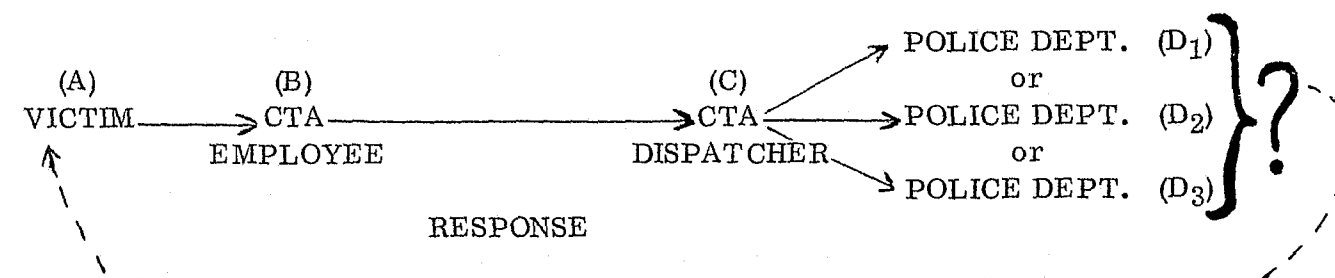 POLICE DEPT. (D1)
(A) (B) (C) or
VICTIM CTA CTA POLICE DEPT. (D2) ?
EMPLOYEE DISPATCHER or
POLICE DEPT. (D3)
RESPONSE